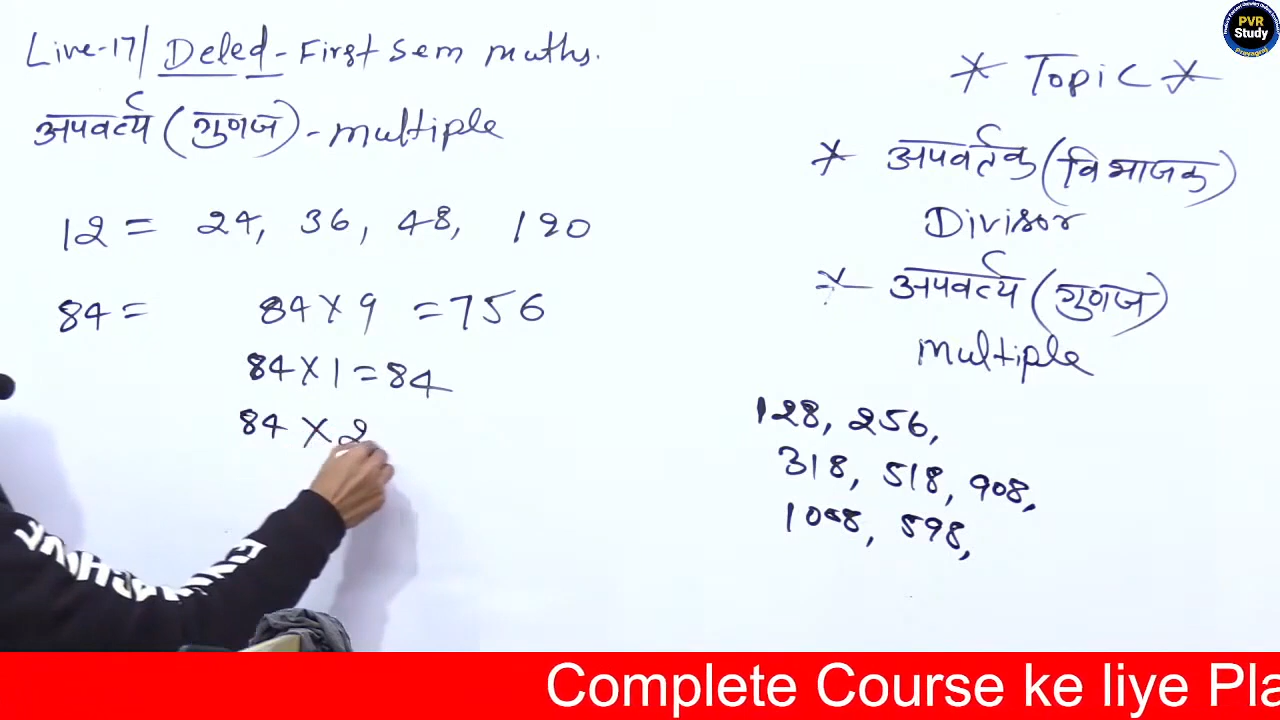 Live-17/ Deled - First Sem maths.
अपवर्त्य (गुणज) - multiple
12 = 24, 36, 48, 120
84 = 84 × 9 = 756
84 × 1 = 84
84 × 2
* Topic *
* अपवर्तक (विभाजक)
Divisor
* अपवर्त्य (गुणज)
multiple
128, 256,
318, 518, 908,
1058, 598,
PVR
Study
Prayagraj
Complete Course ke liye Pla